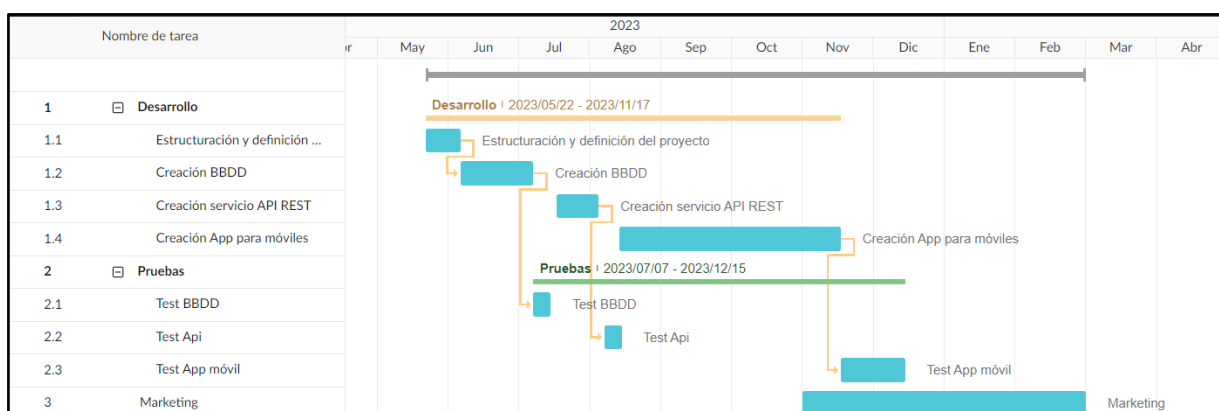 Nombre de tarea
2023
r May Jun Jul Ago Sep Oct Nov Dic Ene Feb Mar Abr
1 Desarrollo Desarrollo 2023/05/22 - 2023/11/17
1.1 Estructuración y definición ... Estructuración y definición del proyecto
1.2 Creación BBDD Creación BBDD
1.3 Creación servicio API REST Creación servicio API REST
1.4 Creación App para móviles Creación App para móviles
2 Pruebas Pruebas 2023/07/07 - 2023/12/15
2.1 Test BBDD Test BBDD
2.2 Test Api Test Api
2.3 Test App móvil Test App móvil
3 Marketing Marketing